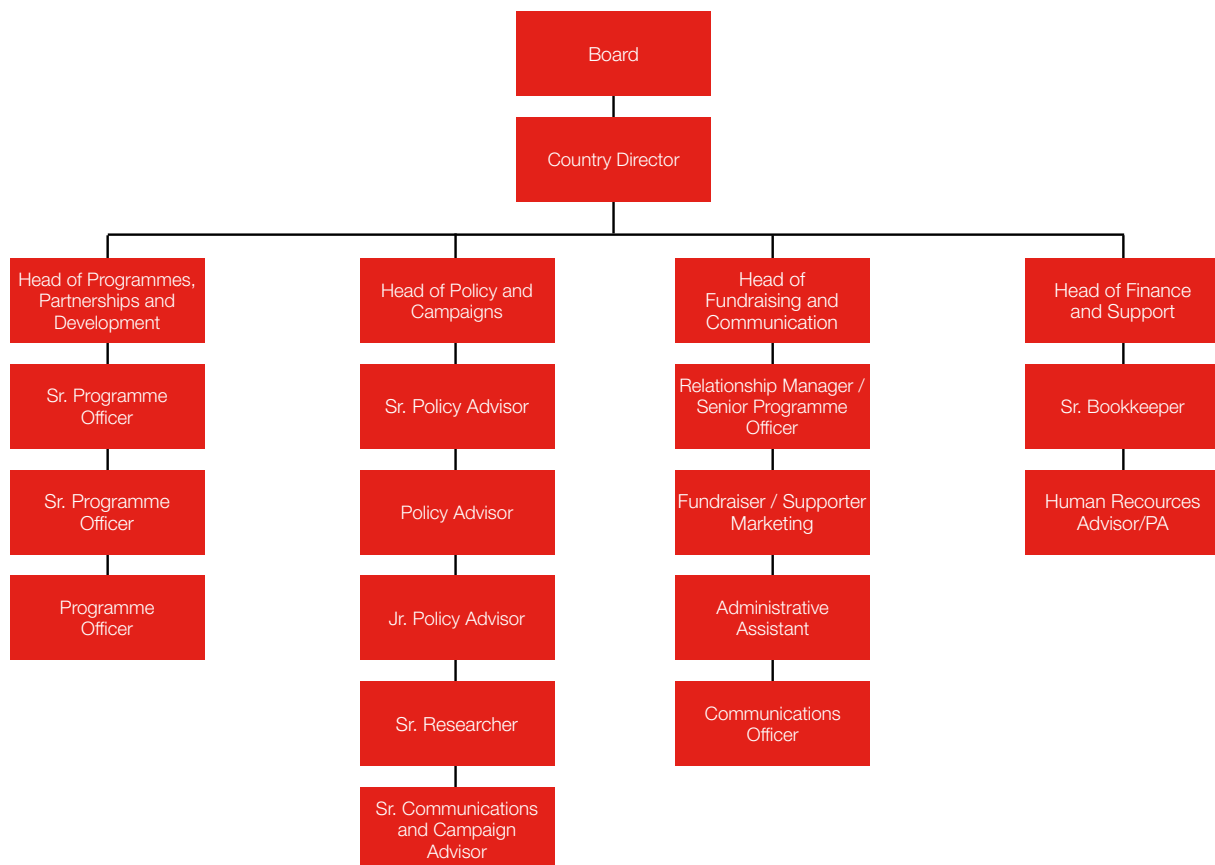 Board
Country Director
Head of Programmes,
Partnerships and
Development
Sr. Programme
Officer
Sr. Programme
Officer
Programme
Officer
Head of Policy and
Campaigns
Sr. Policy Advisor
Policy Advisor
Jr. Policy Advisor
Sr. Researcher
Sr. Communications
and Campaign
Advisor
Head of
Fundraising and
Communication
Relationship Manager /
Senior Programme
Officer
Fundraiser / Supporter
Marketing
Administrative
Assistant
Communications
Officer
Head of Finance
and Support
Sr. Bookkeeper
Human Recources
Advisor/PA